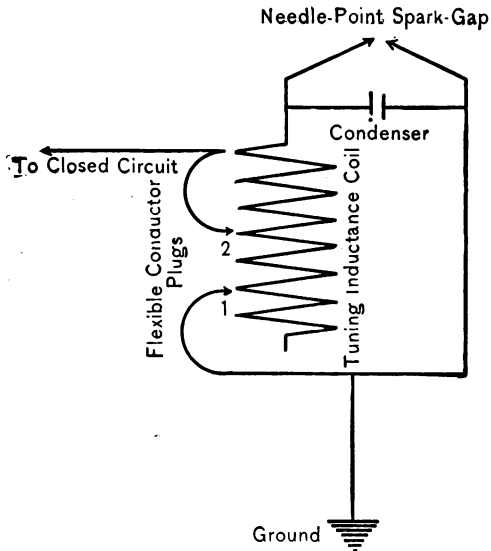 Needle-Point Spark-Gap
Condenser
To Closed Circuit
Flexible Conductor
Plugs
2
1
Tuning Inductance Coil
Ground